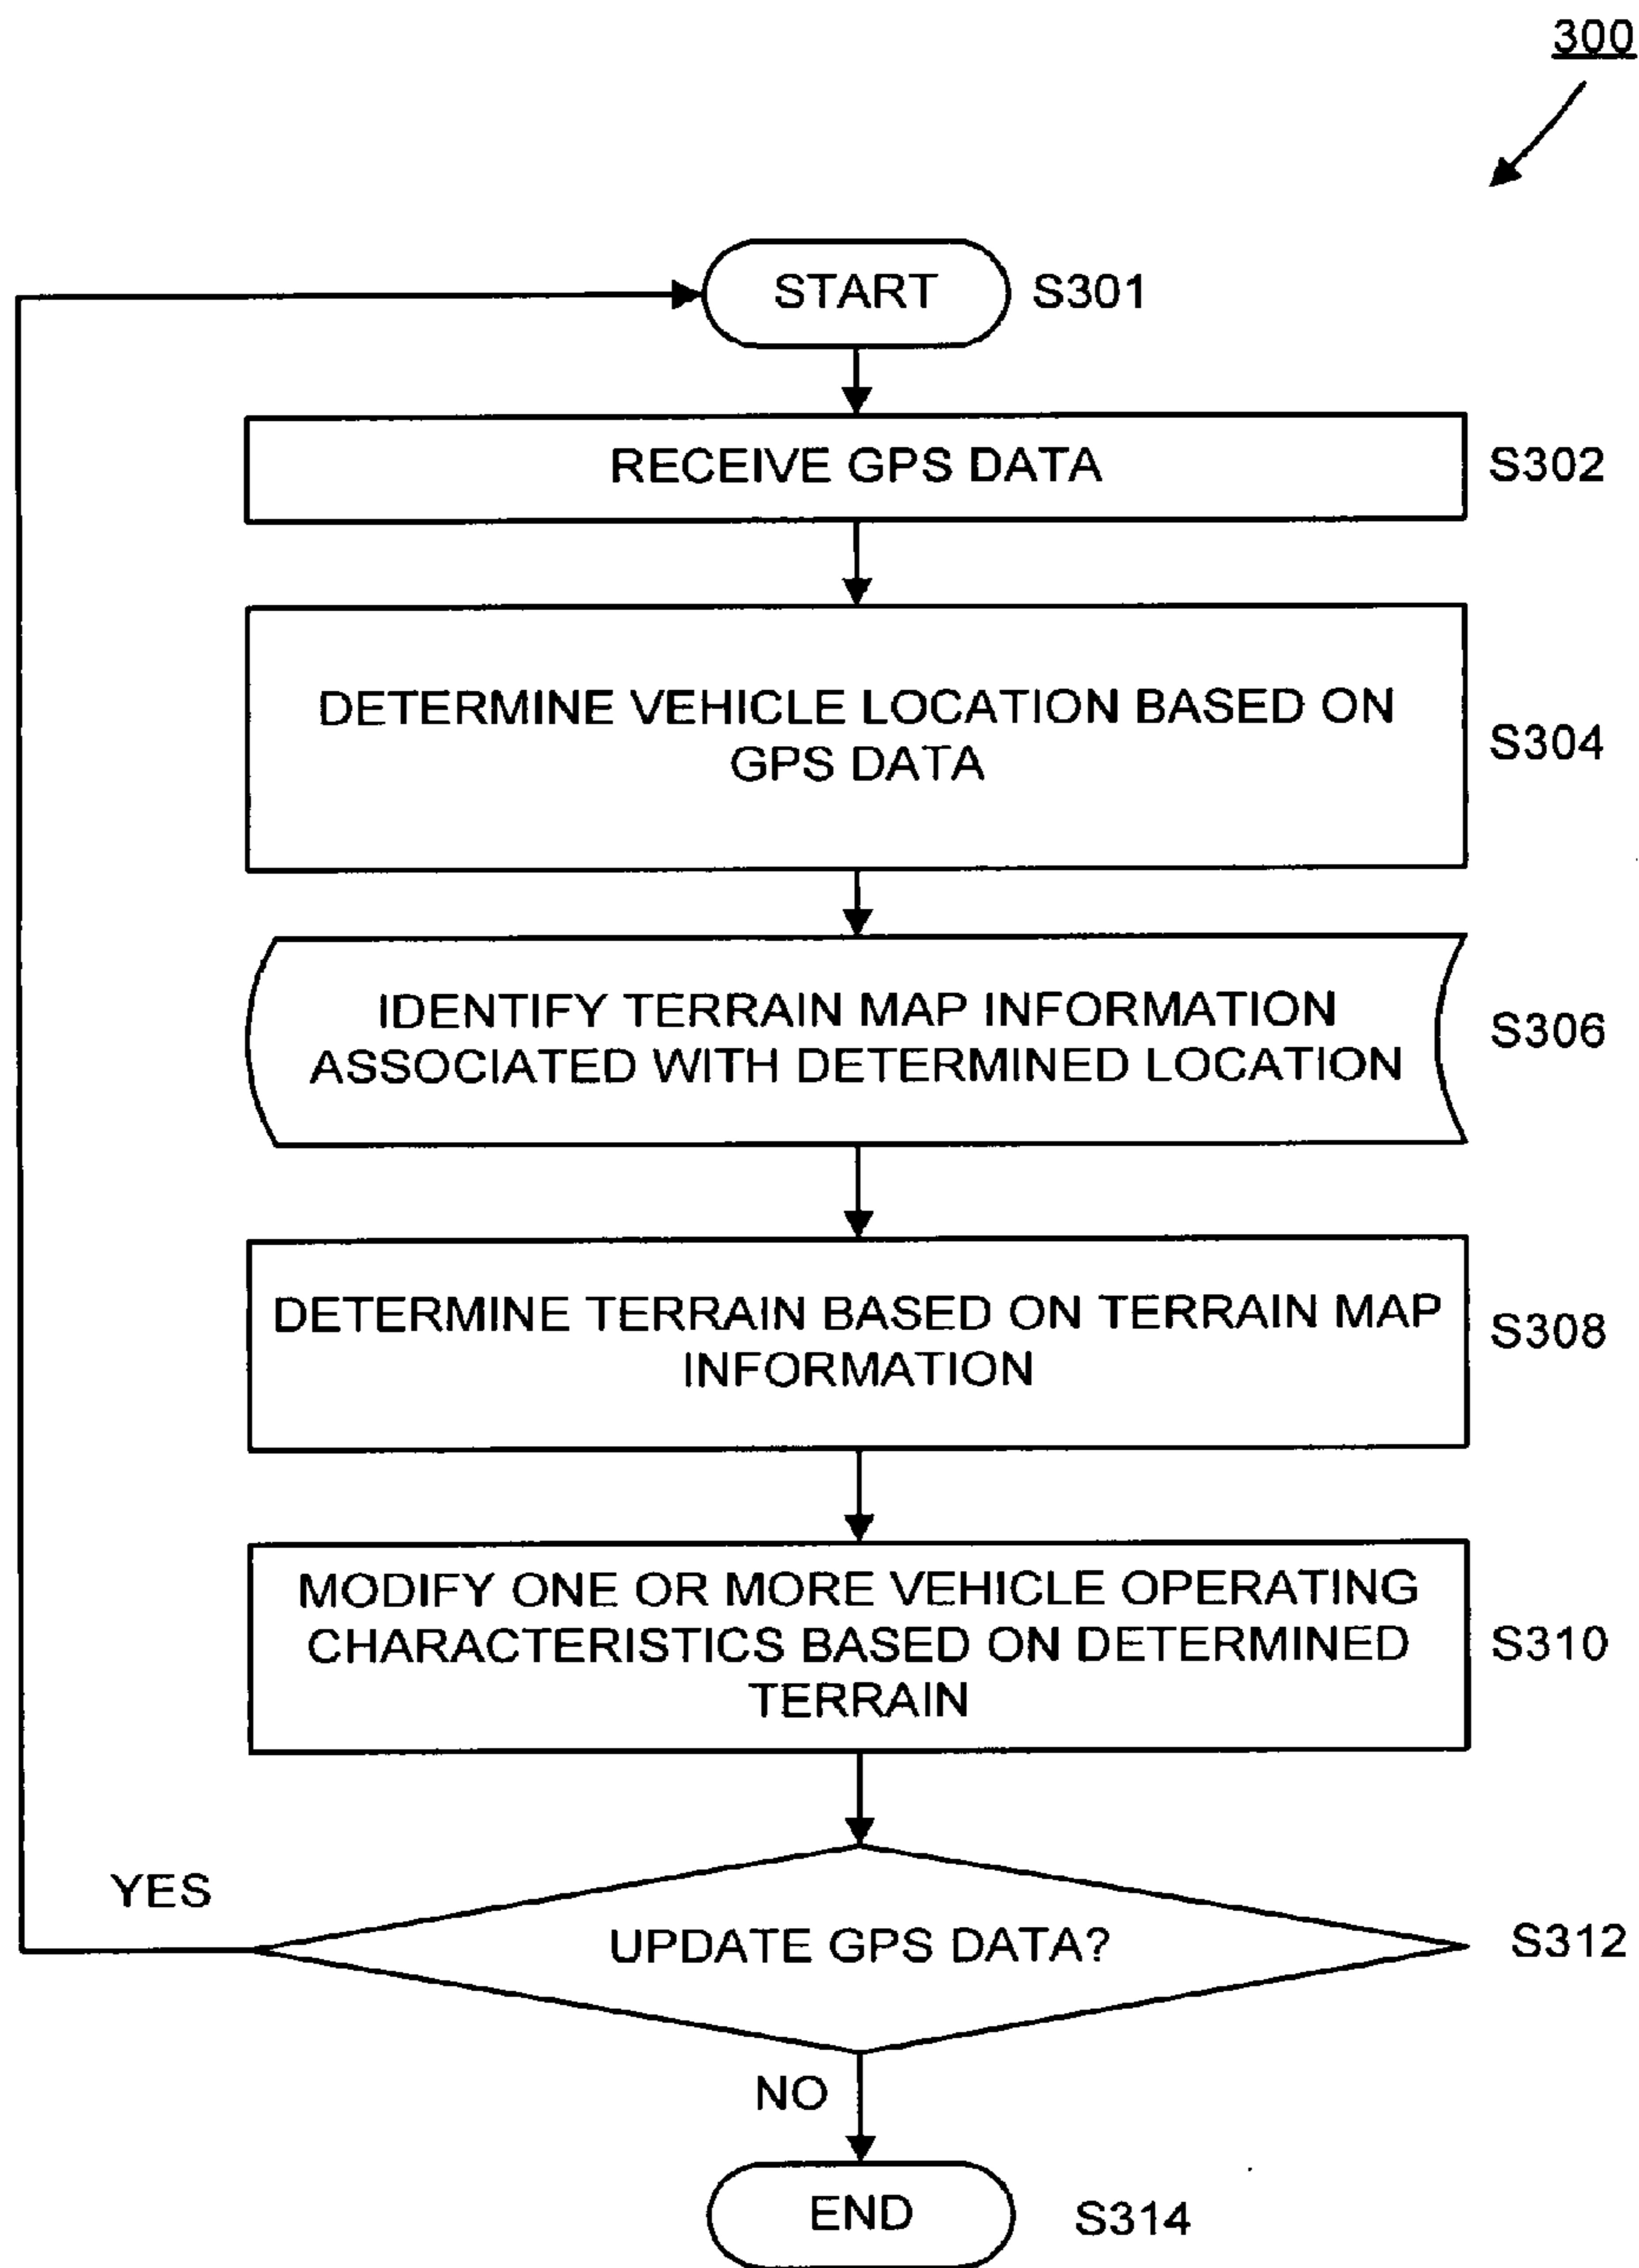 300
START
S301
RECEIVE GPS DATA
S302
DETERMINE VEHICLE LOCATION BASED ON
GPS DATA
S304
IDENTIFY TERRAIN MAP INFORMATION
ASSOCIATED WITH DETERMINED LOCATION
S306
DETERMINE TERRAIN BASED ON TERRAIN MAP
INFORMATION
S308
MODIFY ONE OR MORE VEHICLE OPERATING
CHARACTERISTICS BASED ON DETERMINED
TERRAIN
S310
YES
UPDATE GPS DATA?
S312
NO
END
S314